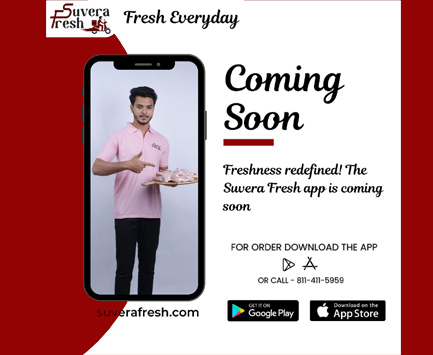 Suvera
Fresh
Fresh Everyday
Coming
Soon
Freshness redefined! The
Suvera Fresh app is coming
soon
FOR ORDER DOWNLOAD THE APP
OR CALL - 811-411-5959
suverafresh.com
GET IT ON
Google Play
Download on the
App Store